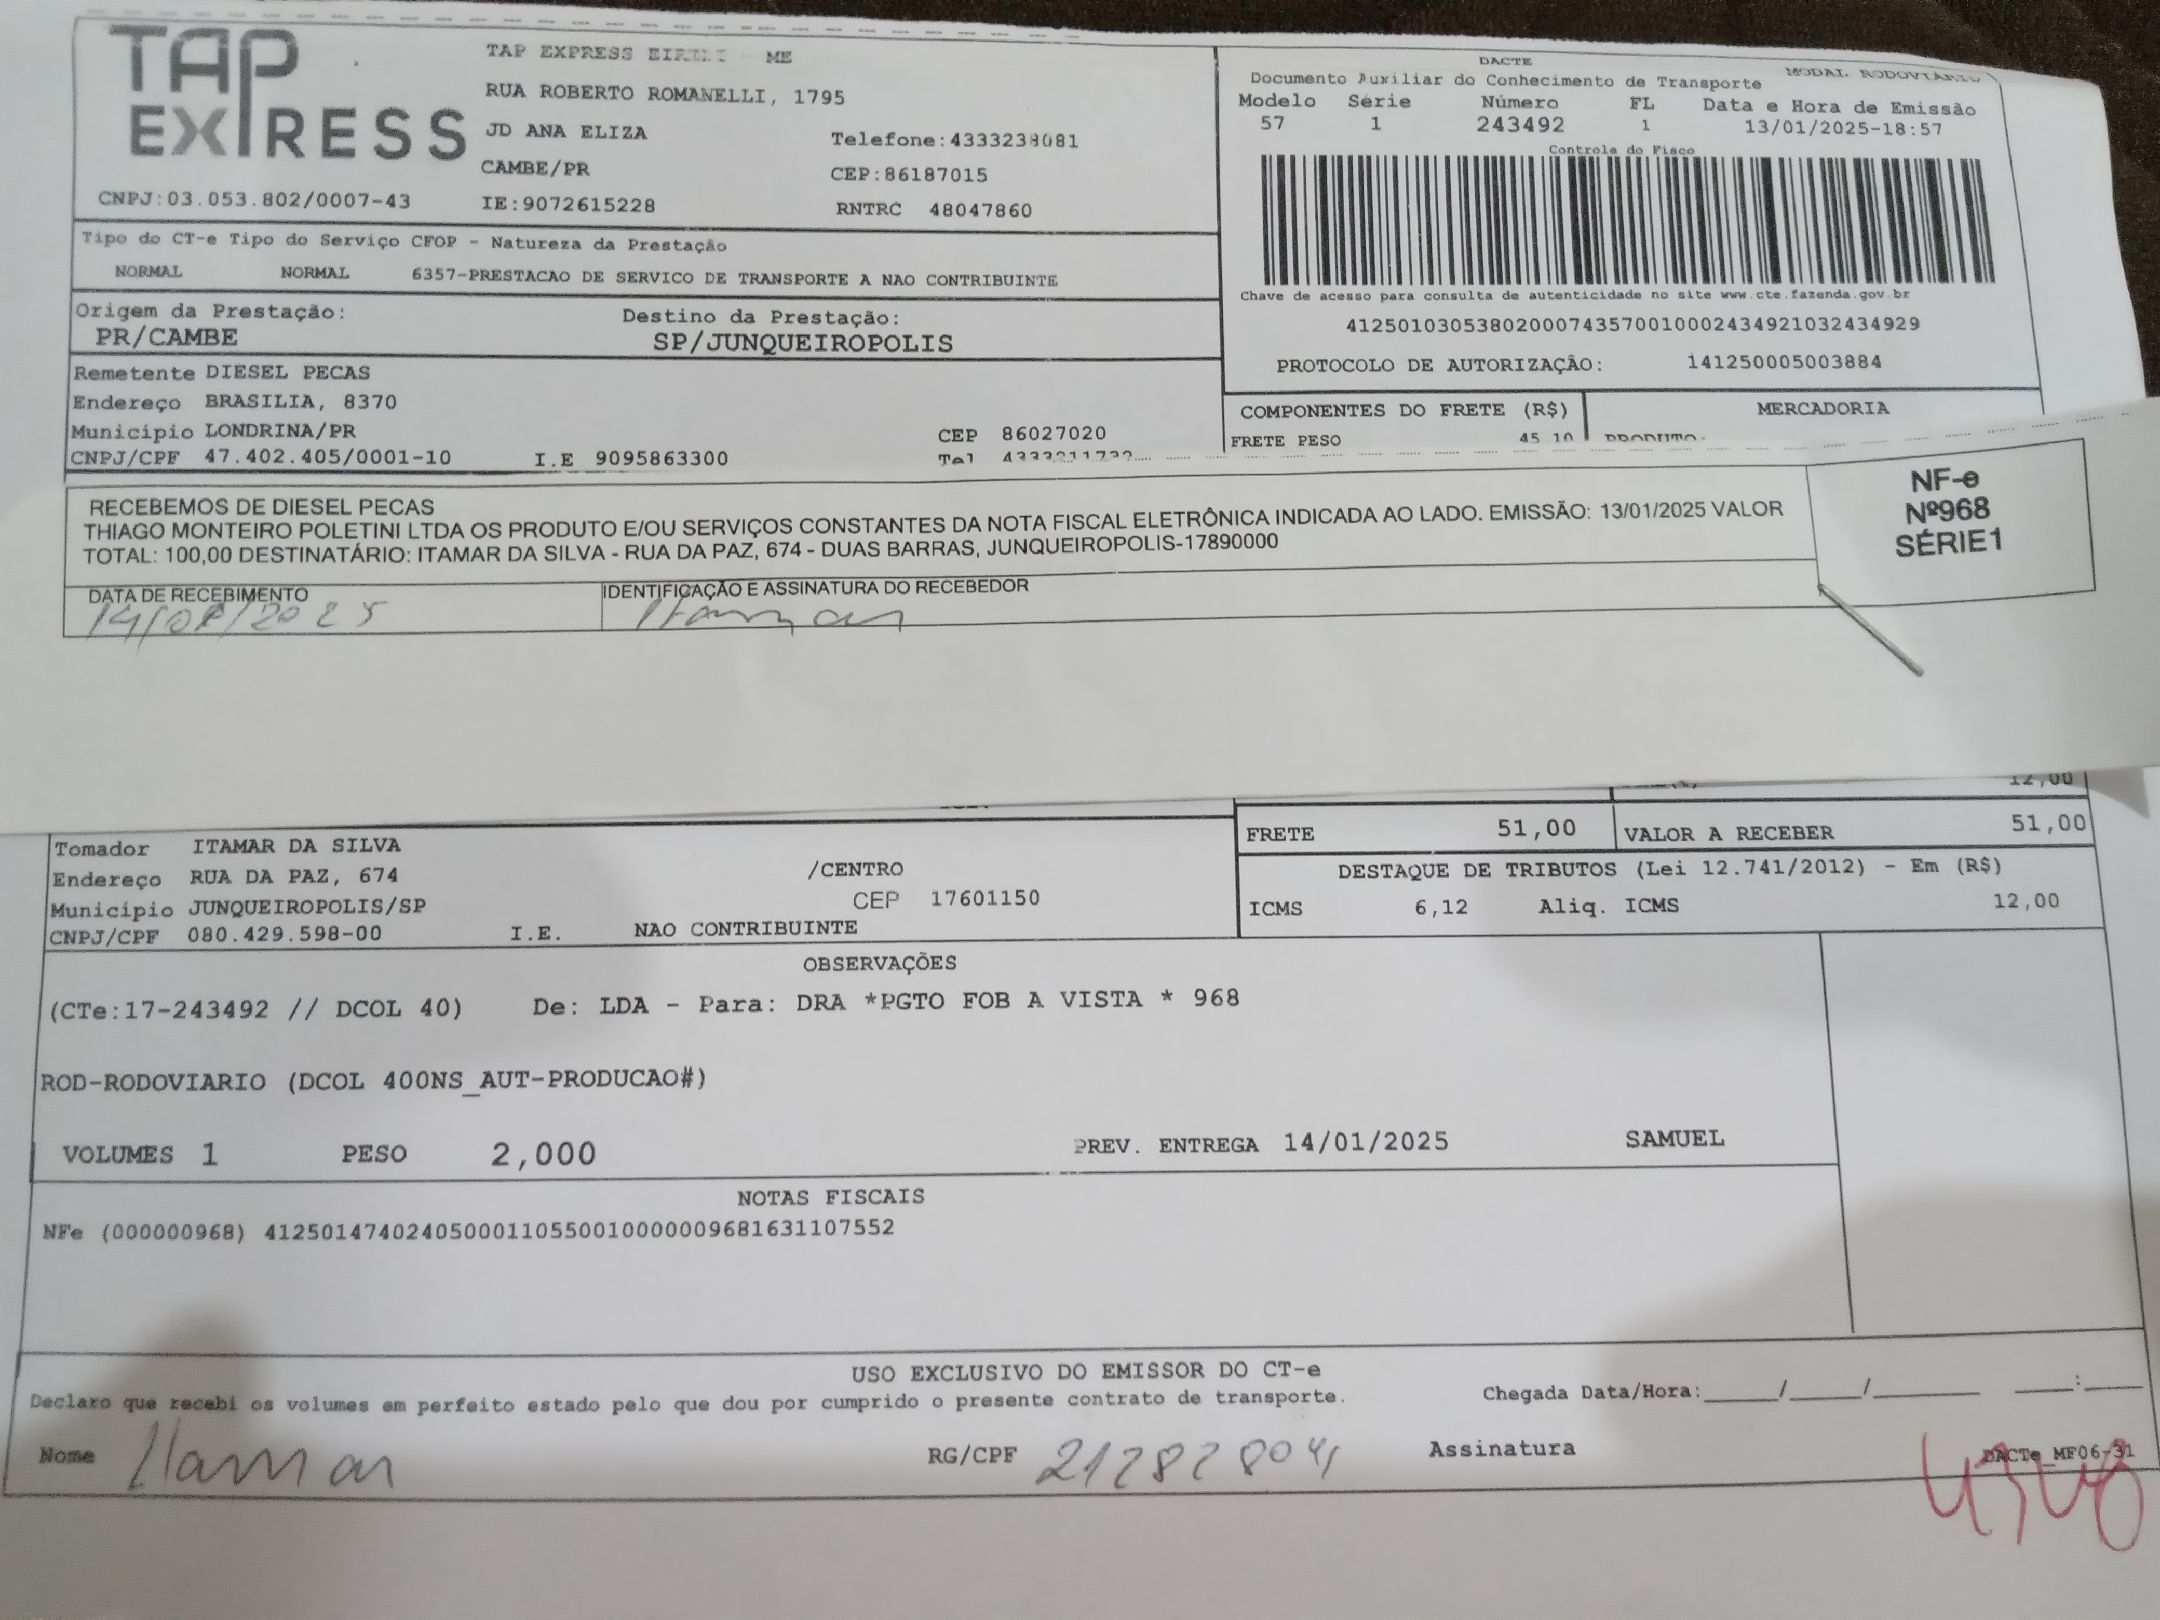 TAP EXPRESS
TAP EXPRESS EIRELI - ME
RUA ROBERTO ROMANELLI, 1795
JD ANA ELIZA
Telefone:4333238081
CAMBE/PR
CEP:86187015
CNPJ:03.053.802/0007-43
IE:9072615228
RNTRC 48047860
DACTE
Documento Auxiliar do Conhecimento de Transporte
MODAL RODOVIARIO
Modelo Série Número FL Data e Hora de Emissão
57 1 243492 1 13/01/2025-18:57
Controle do Fisco
Chave de acesso para consulta de autenticidade no site www.cte.fazenda.gov.br
41250103053802000743570010002434921032434929
PROTOCOLO DE AUTORIZAÇÃO: 141250005003884
Tipo do CT-e Tipo do Serviço CFOP - Natureza da Prestação
NORMAL NORMAL 6357-PRESTACAO DE SERVICO DE TRANSPORTE A NAO CONTRIBUINTE
Origem da Prestação: Destino da Prestação:
PR/CAMBE SP/JUNQUEIROPOLIS
Remetente DIESEL PECAS
Endereço BRASILIA, 8370
Município LONDRINA/PR CEP 86027020
CNPJ/CPF 47.402.405/0001-10 I.E 9095863300 Tel
COMPONENTES DO FRETE (R$) MERCADORIA
FRETE PESO 45,10 PRODUTO:
RECEBEMOS DE DIESEL PECAS
THIAGO MONTEIRO POLETINI LTDA OS PRODUTO E/OU SERVIÇOS CONSTANTES DA NOTA FISCAL ELETRÔNICA INDICADA AO LADO. EMISSÃO: 13/01/2025 VALOR
TOTAL: 100,00 DESTINATÁRIO: ITAMAR DA SILVA - RUA DA PAZ, 674 - DUAS BARRAS, JUNQUEIROPOLIS-17890000
NF-e
Nº968
SÉRIE1
DATA DE RECEBIMENTO IDENTIFICAÇÃO E ASSINATURA DO RECEBEDOR
14/01/2025 Itamar
12,00
FRETE 51,00 VALOR A RECEBER 51,00
Tomador ITAMAR DA SILVA
Endereço RUA DA PAZ, 674 /CENTRO
Município JUNQUEIROPOLIS/SP CEP 17601150
CNPJ/CPF 080.429.598-00 I.E. NAO CONTRIBUINTE
DESTAQUE DE TRIBUTOS (Lei 12.741/2012) - Em (R$)
ICMS 6,12 Aliq. ICMS 12,00
OBSERVAÇÕES
(CTe:17-243492 // DCOL 40) De: LDA - Para: DRA *PGTO FOB A VISTA * 968
ROD-RODOVIARIO (DCOL 400NS_AUT-PRODUCAO#)
VOLUMES 1 PESO 2,000 PREV. ENTREGA 14/01/2025 SAMUEL
NOTAS FISCAIS
NFe (000000968) 41250147402405000110550010000009681631107552
USO EXCLUSIVO DO EMISSOR DO CT-e
Declaro que recebi os volumes em perfeito estado pelo que dou por cumprido o presente contrato de transporte.
Chegada Data/Hora:_____/_____/________ ____:____
Nome Itamar RG/CPF Assinatura
DACTe_MF06-31